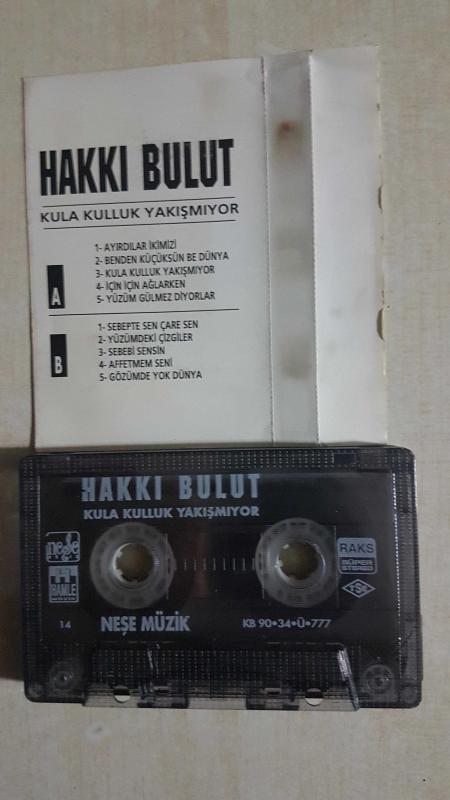 HAKKI BULUT
KULA KULLUK YAKIŞMIYOR
A
1- AYIRDILAR İKİMİZİ
2- BENDEN KÜÇÜKSÜN BE DÜNYA
3- KULA KULLUK YAKIŞMIYOR
4- İÇİN İÇİN AĞLARKEN
5- YÜZÜM GÜLMEZ DİYORLAR
B
1- SEBEPTE SEN ÇARE SEN
2- YÜZÜMDEKİ ÇİZGİLER
3- SEBEBİ SENSİN
4- AFFETMEM SENİ
5- GÖZÜMDE YOK DÜNYA
HAKKI BULUT
KULA KULLUK YAKIŞMIYOR
neşe
HAMLE
RAKS
SÜPER
STEREO
TSE
14
NEŞE MÜZİK
KB 90•34•Ü•777